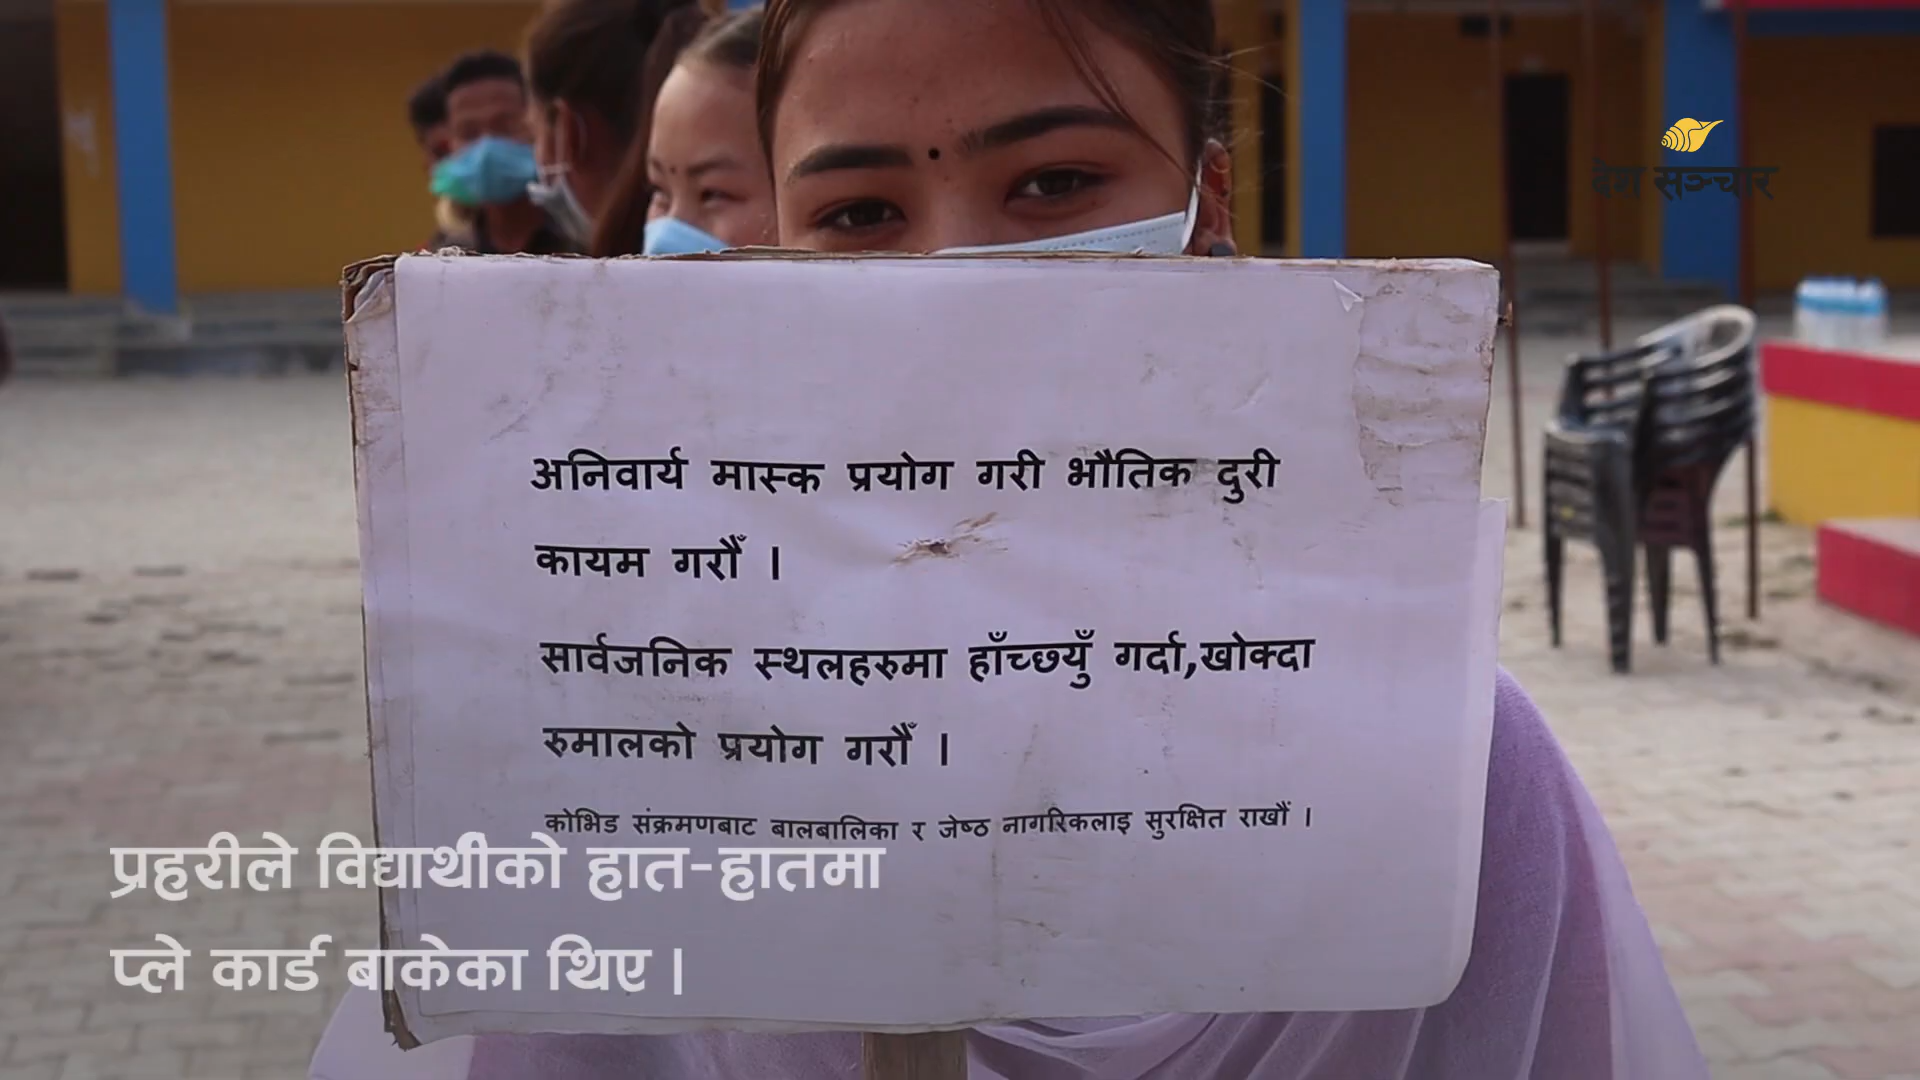 देश सञ्चार
अनिवार्य मास्क प्रयोग गरी भौतिक दुरी
कायम गरौँ ।
सार्वजनिक स्थलहरुमा हाँच्छ्युँ गर्दा,खोक्दा
रुमालको प्रयोग गरौँ ।
कोभिड संक्रमणबाट बालबालिका र जेष्ठ नागरिकलाइ सुरक्षित राखौं ।
प्रहरीले विद्यार्थीको हात-हातमा
प्ले कार्ड बाकेका थिए |